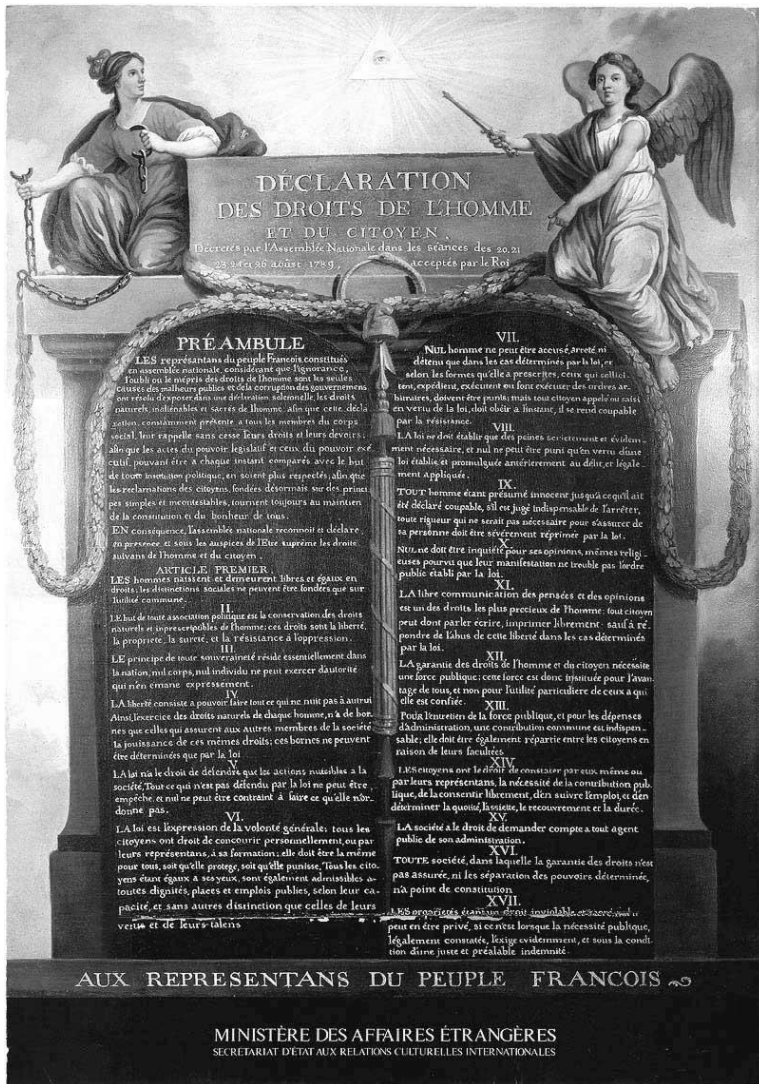 DÉCLARATION
DES DROITS DE L'HOMME
ET DU CITOYEN,
Décretés par l'Assemblée Nationale dans les séances des 20, 21
23, 24 et 26 août 1789, acceptés par le Roi
PRÉAMBULE
LES représantans du peuple Francois, constitués
en assemblée nationale, considérant que l'ignorance,
l'oubli ou le mépris des droits de l'homme sont les seules
causes des malheurs publics et de la corruption des gouvernemens
ont résolu d'exposer dans une déclaration solemnelle, les droits
naturels, inaliénables et sacrés de l'homme; afin que cette décla
ration, constamment présente a tous les membres du corps
social, leur rappelle sans cesse leurs droits et leurs devoirs;
afin que les actes du pouvoir legislatif et ceux du pouvoir exé
cutif, pouvant être a chaque instant comparés avec le but
de toute institution politique, en soient plus respectés; afin que
les reclamations des citoyens, fondées désormais sur des princi
pes simples et incontestables, tournent toujours au maintien
de la constitution et du bonheur de tous.
EN conséquence, l'assemblée nationale reconnoit et déclare,
en présence et sous les auspices de l'Etre suprême les droits
suivans de l'homme et du citoyen.
ARTICLE PREMIER.
LES hommes naissent et demeurent libres et égaux en
droits; les distinctions sociales ne peuvent être fondées que sur
l'utilité commune.
II.
LE but de toute association politique est la conservation des droits
naturels et inprescriptibles de l'homme; ces droits sont la liberté,
la propriete, la sureté, et la résistance à l'oppression.
III.
LE principe de toute souveraineté réside essentiellement dans
la nation, nul corps, nul individu ne peut exercer d'autorité
qui n'en émane expressement.
IV.
LA liberté consiste a pouvoir faire tout ce qui ne nuit pas à autrui
Ainsi, l'exercice des droits naturels de chaque homme, n'a de bor-
nes que celles qui assurent aux autres membres de la société
la jouissance de ces mêmes droits; ces bornes ne peuvent
être déterminées que par la loi
V.
LA loi n'a le droit de défendre que les actions nuisibles a la
société, Tout ce qui n'est pas défendu par la loi ne peut être
empêché, et nul ne peut être contraint à faire ce qu'elle n'or-
donne pas.
VI.
LA loi est l'expression de la volonté générale; tous les
citoyens ont droit de concourir personnellement, ou par
leurs représentans, à sa formation; elle doit être la même
pour tous, soit qu'elle protege, soit qu'elle punisse, Tous les cito
yens étant égaux à ses yeux, sont également admissibles a
toutes dignités, places et emplois publics, selon leur ca-
pacité, et sans autres distinction que celles de leurs
vertus et de leurs talens
VII.
NUL homme ne peut être accusé, arreté, ni
détenu que dans les cas déterminés par la loi, et
selon les formes qu'elle a prescrites, ceux qui sollici-
tent, expédient, exécutent ou font exécuter des ordres ar-
bitraires, doivent être punis; mais tout citoyen appelé ou saisi
en vertu de la loi, doit obéir a l'instant, il se rend coupable
par la résistance.
VIII.
LA loi ne doit établir que des peines strictement et évidem-
ment nécessaire, et nul ne peut être puni qu'en vertu d'une
loi établie et promulguée antérierement au délit, et légale-
ment appliquée.
IX.
TOUT homme étant présumé innocent jusqu'a ce qu'il ait
été déclaré coupable, s'il est jugé indispensable de l'arrêter,
toute rigueur qui ne serait pas nécessaire pour s'assurer de
sa personne doit être sévèrement réprimer par la loi.
X.
NUL ne doit être inquiété pour ses opinions, mêmes religi-
euses pourvu que leur manifestation ne trouble pas l'ordre
public établi par la loi.
XI.
LA libre communication des pensées et des opinions
est un des droits les plus precieux de l'homme; tout citoyen
peut dont parler écrire, imprimer librement sauf à ré
pondre de l'abus de cette liberté dans les cas déterminés
par la loi.
XII.
LA garantie des droits de l'homme et du citoyen nécessite
une force publique; cette force est donc instituée pour l'avan
tage de tous, et non pour l'utilité particuliere de ceux a qui
elle est confiée.
XIII.
POUR l'entretien de la force publique, et pour les dépenses
d'administration, une contribution commune est indispen-
sable; elle doit être également répartie entre les citoyens en
raison de leurs facultées
XIV.
LES citoyens ont le droit de constater par eux même ou
par leurs représentans, la nécessité de la contribution pub
lique, de la consentir librement, d'en suivre l'emploi, et d'en
déterminer la quotité, l'assiette, le recouvrement et la durée.
XV.
LA société a le droit de demander compte a tout agent
public de son administration.
XVI.
TOUTE société, dans laquelle la garantie des droits n'est
pas assurée, ni les séparation des pouvoirs déterminée,
n'a point de constitution
XVII.
LES propriétés étant un droit inviolable et sacré, nul n
peut en être privé, si ce n'est lorsque la nécessité publique,
légalement constatée, l'exige evidemment, et sous la condi
tion d'une juste et préalable indemnité.
AUX REPRESENTANS DU PEUPLE FRANCOIS
MINISTÈRE DES AFFAIRES ÉTRANGÈRES
SECRETARIAT D'ÉTAT AUX RELATIONS CULTURELLES INTERNATIONALES